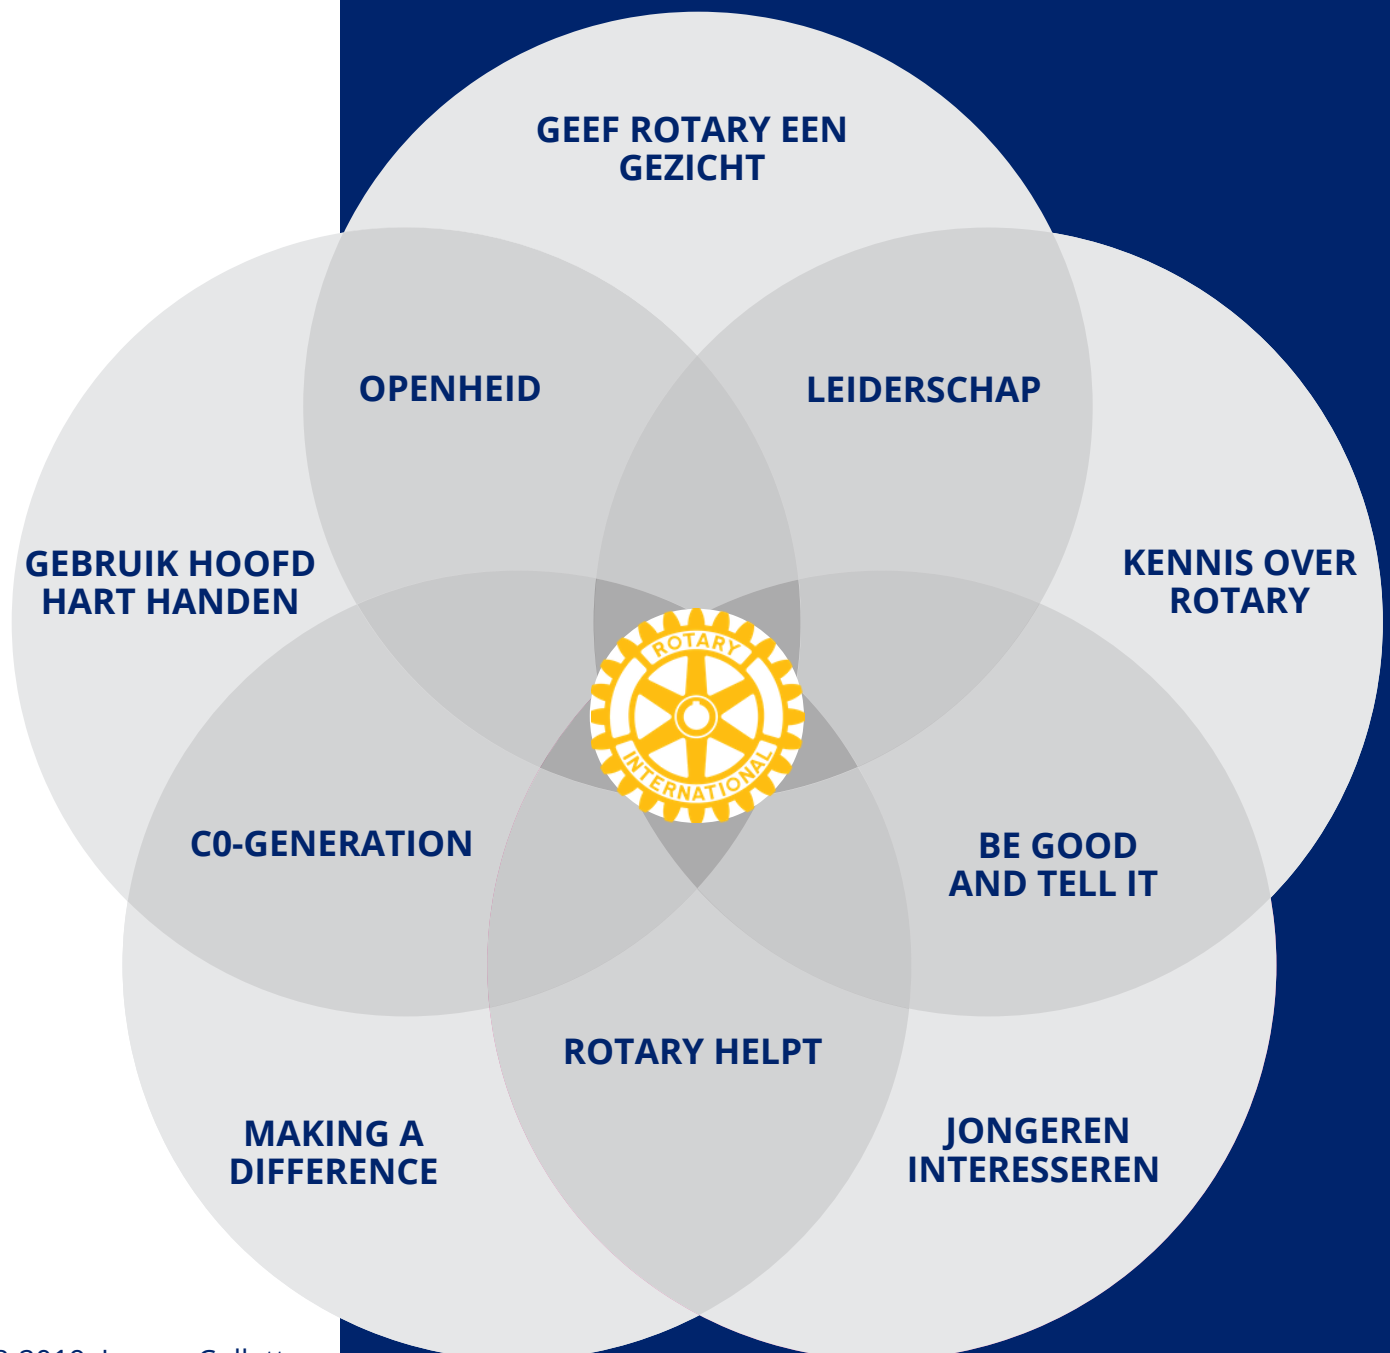 GEEF ROTARY EEN
GEZICHT
OPENHEID
LEIDERSCHAP
GEBRUIK HOOFD
HART HANDEN
KENNIS OVER
ROTARY
ROTARY
INTERNATIONAL
C0-GENERATION
BE GOOD
AND TELL IT
ROTARY HELPT
MAKING A
DIFFERENCE
JONGEREN
INTERESSEREN